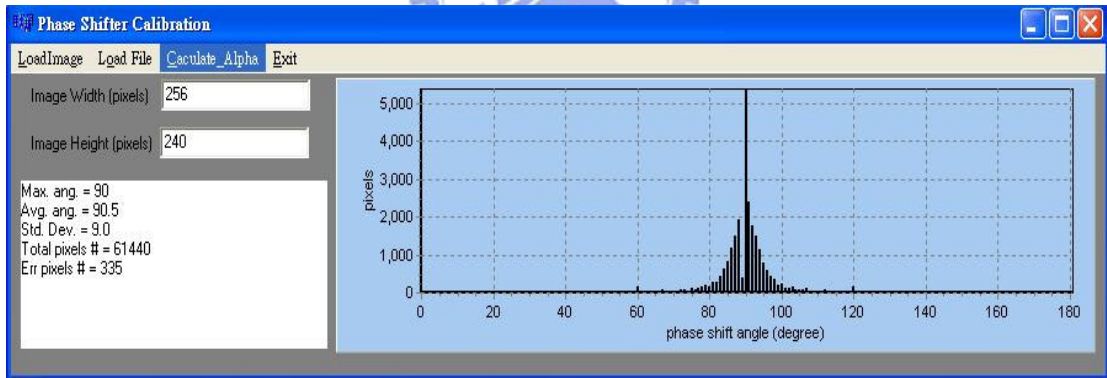 Phase Shifter Calibration
LoadImage Load File Caculate_Alpha Exit
Image Width (pixels) 256
Image Height (pixels) 240
Max. ang. = 90
Avg. ang. = 90.5
Std. Dev. = 9.0
Total pixels # = 61440
Err pixels # = 335
5,000
4,000
3,000
2,000
1,000
0
pixels
0 20 40 60 80 100 120 140 160 180
phase shift angle (degree)